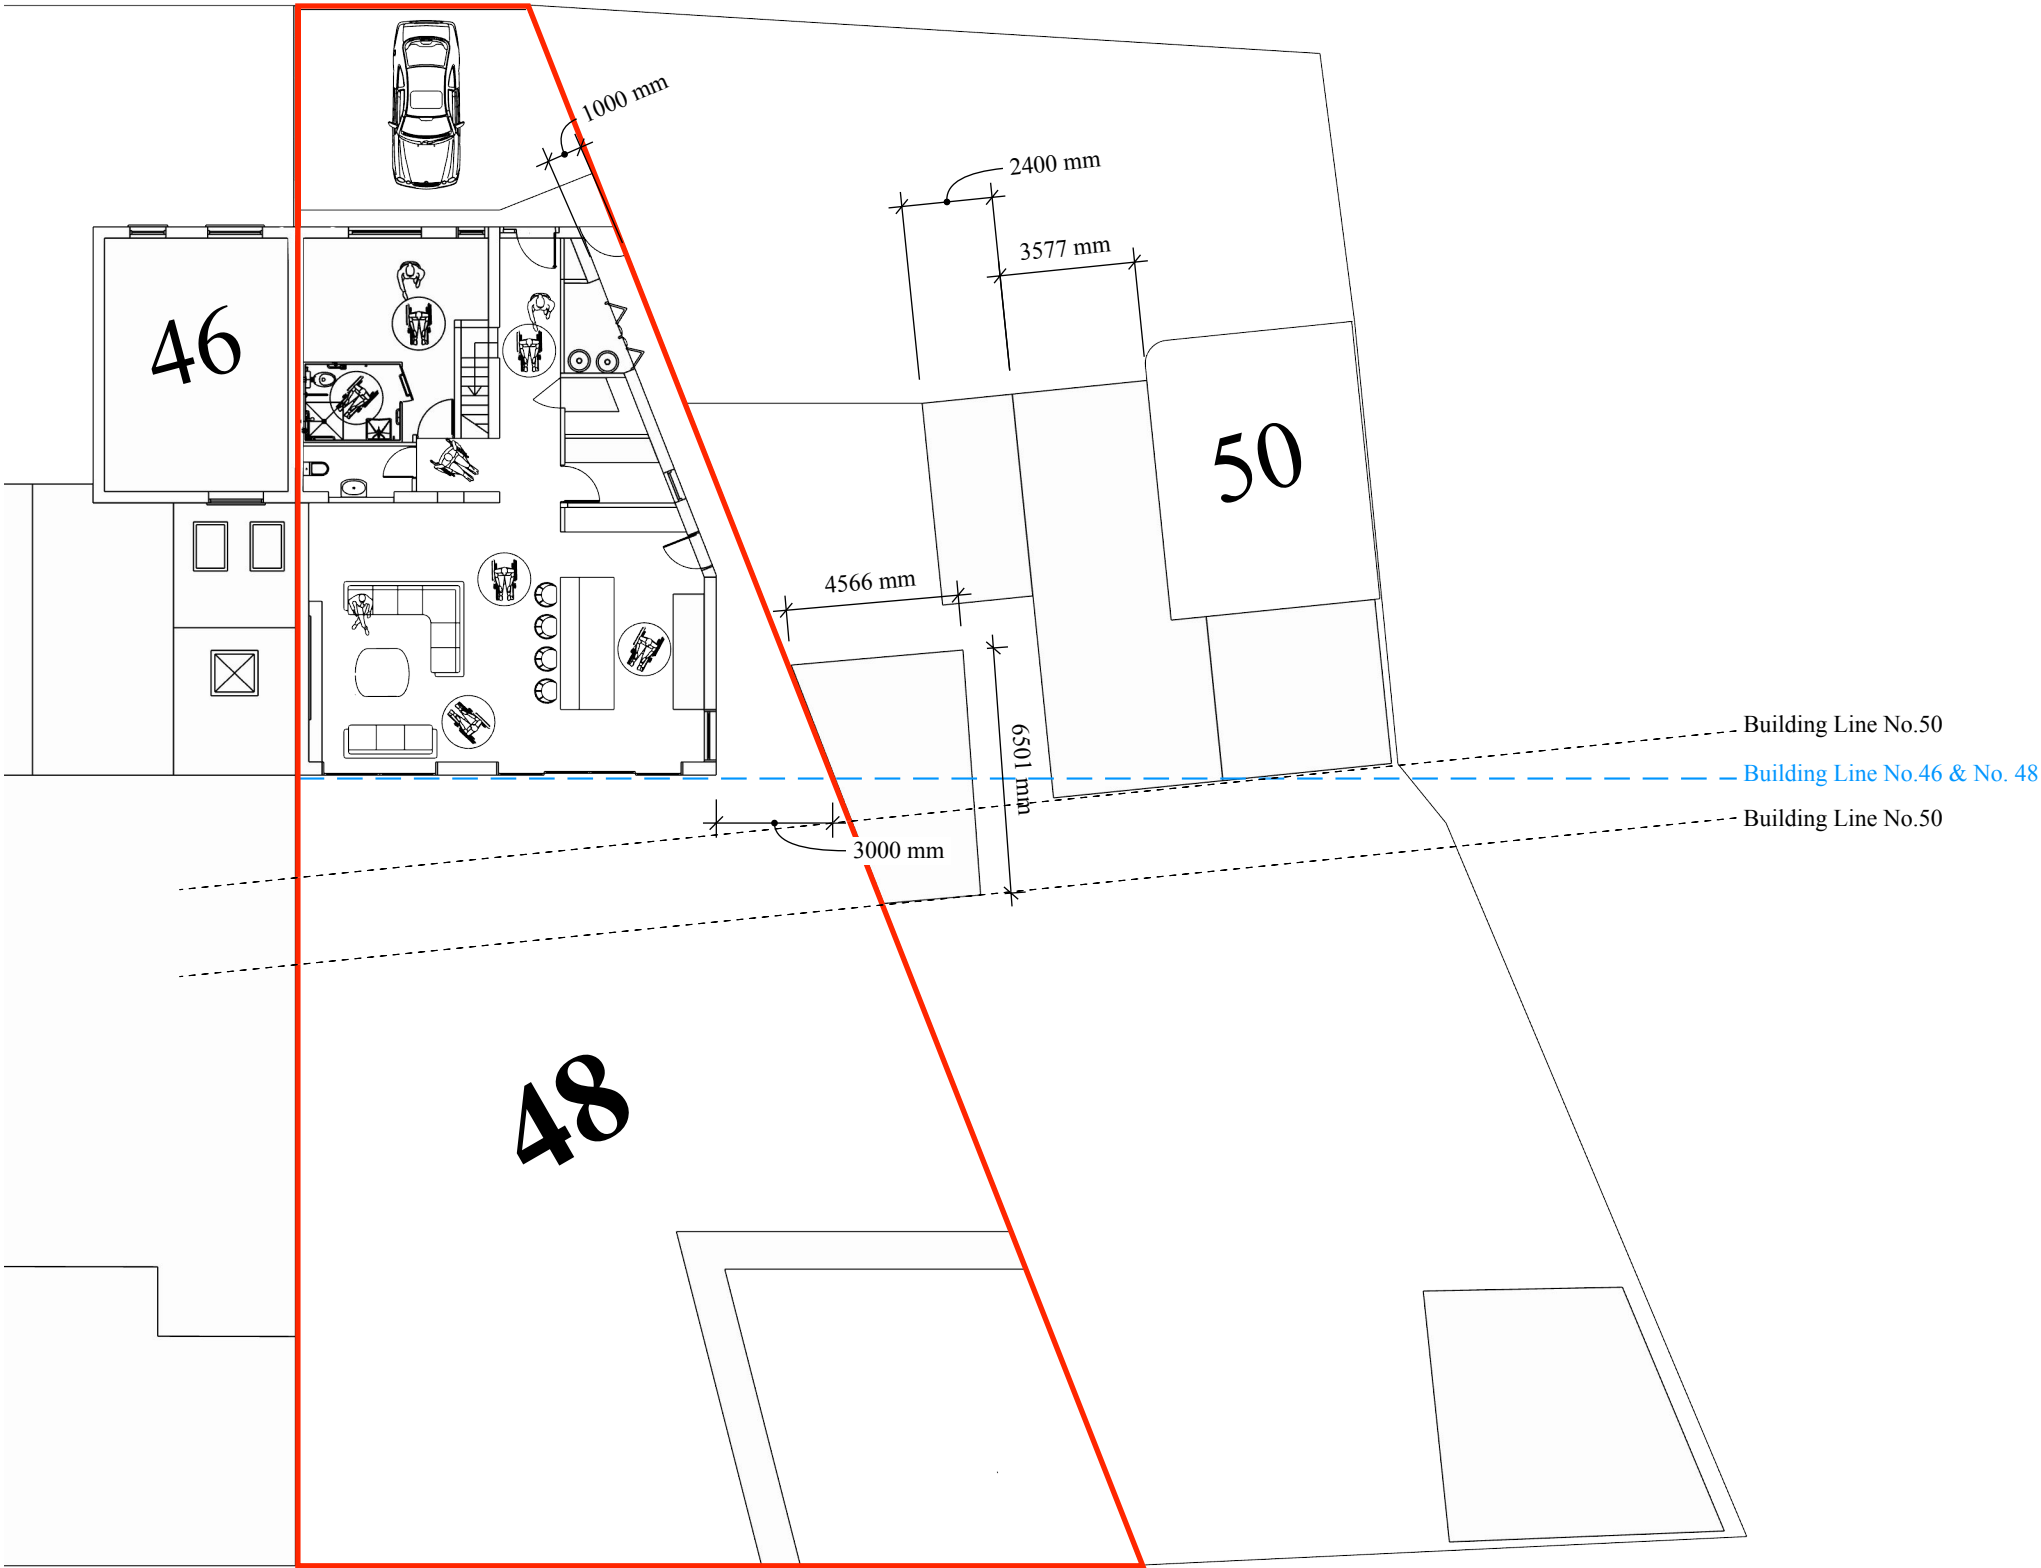 1000 mm
2400 mm
3577 mm
46
50
4566 mm
6501 mm
Building Line No.50
Building Line No.46 & No. 48
Building Line No.50
3000 mm
48